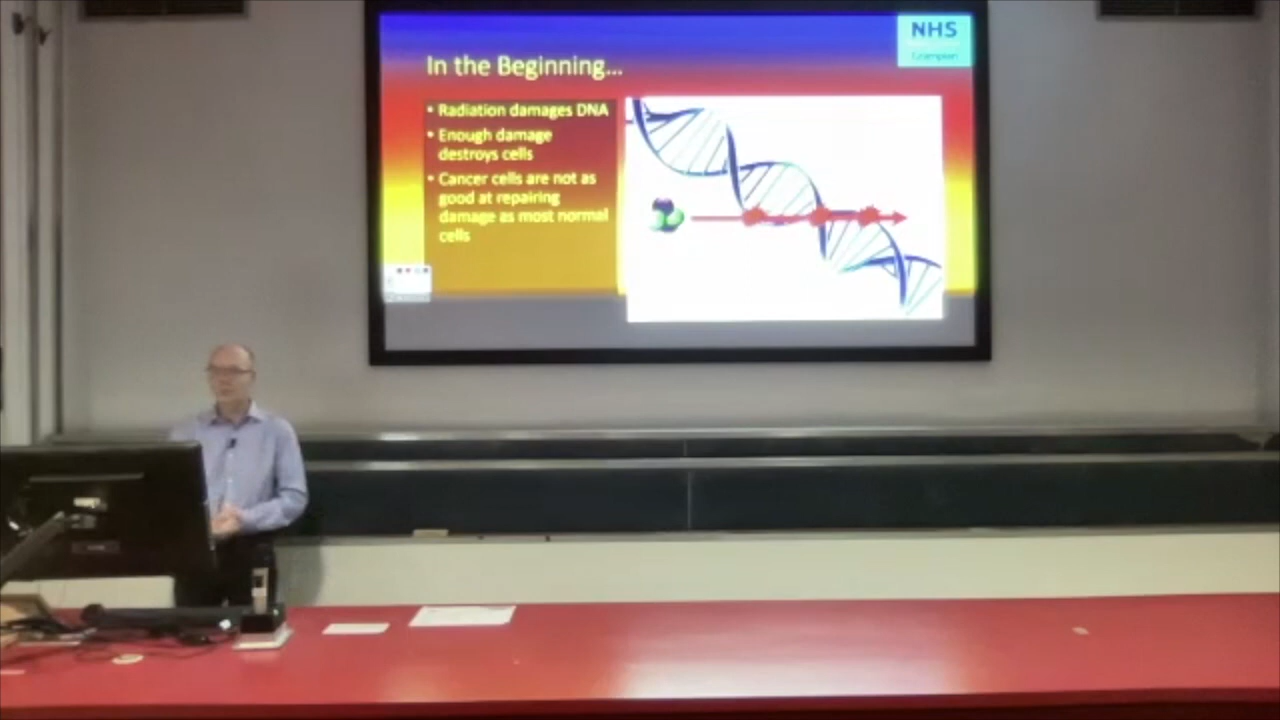 NHS
Grampian
In the Beginning...
• Radiation damages DNA
• Enough damage
destroys cells
• Cancer cells are not as
good at repairing
damage as most normal
cells